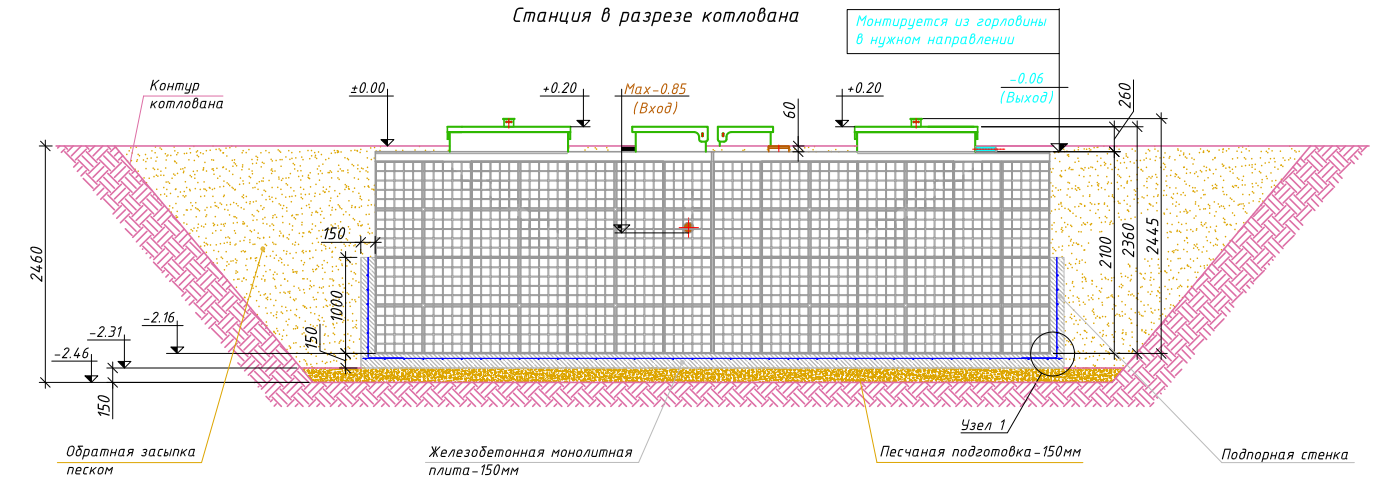 Станция в разрезе котлована
Монтируется из горловины
в нужном направлении
Контур
котлована
±0.00
+0.20
Max-0.85
(Вход)
60
+0.20
-0.06
(Выход)
260
150
2460
1000
150
2100
2360
2445
-2.16
-2.31
-2.46
150
Узел 1
Обратная засыпка
песком
Железобетонная монолитная
плита-150мм
Песчаная подготовка-150мм
Подпорная стенка